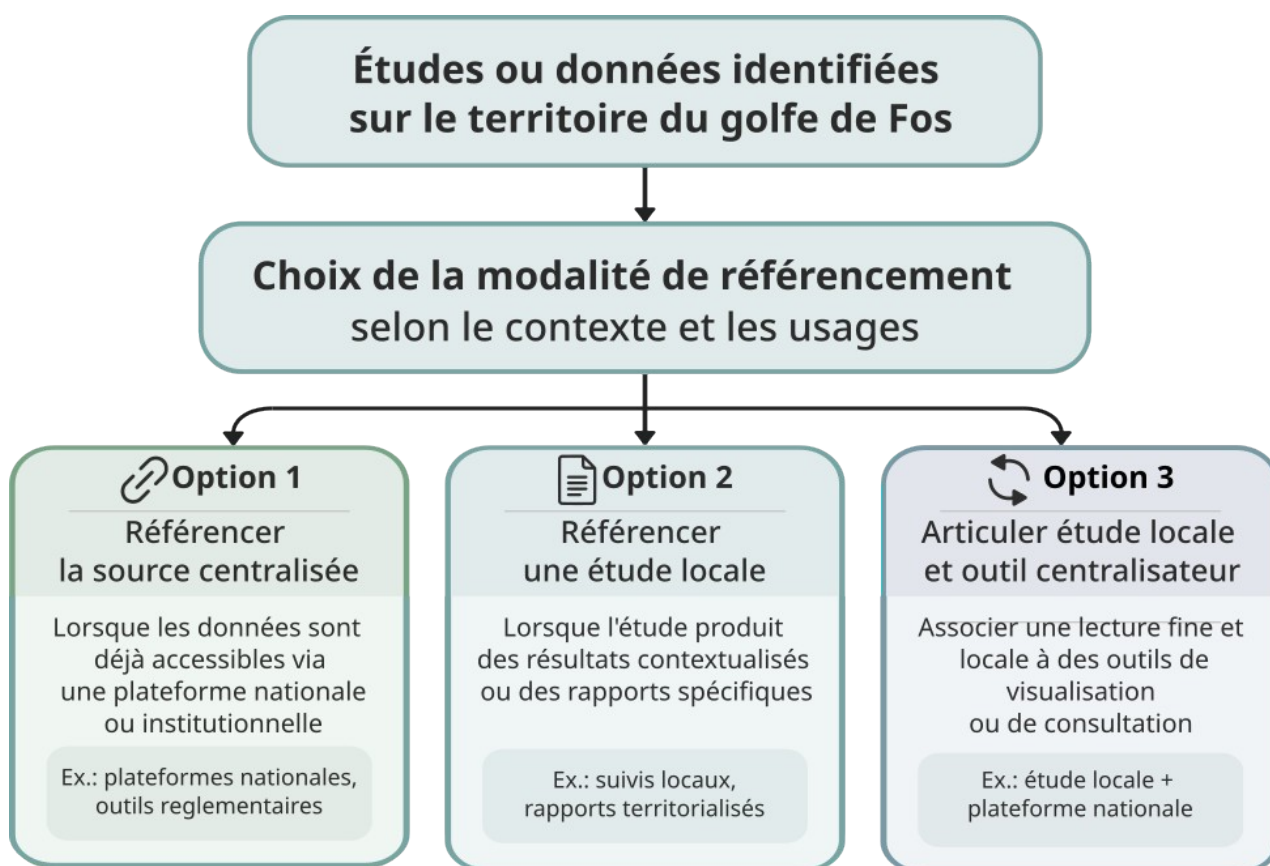 Études ou données identifiées
sur le territoire du golfe de Fos
Choix de la modalité de référencement
selon le contexte et les usages
Option 1
Référencer
la source centralisée
Lorsque les données sont
déjà accessibles via
une plateforme nationale
ou institutionnelle
Ex.: plateformes nationales,
outils reglementaires
Option 2
Référencer
une étude locale
Lorsque l'étude produit
des résultats contextualisés
ou des rapports spécifiques
Ex.: suivis locaux,
rapports territorialisés
Option 3
Articuler étude locale
et outil centralisateur
Associer une lecture fine et
locale à des outils de
visualisation
ou de consultation
Ex.: étude locale +
plateforme nationale